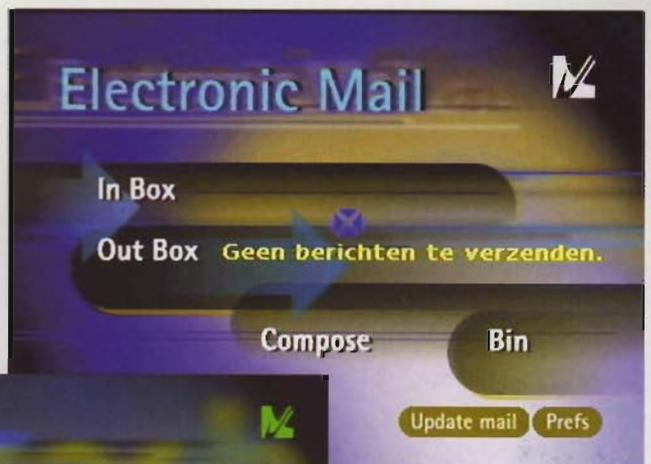 Electronic Mail
In Box
Out Box Geen berichten te verzenden.
Compose Bin
Update mail Prefs